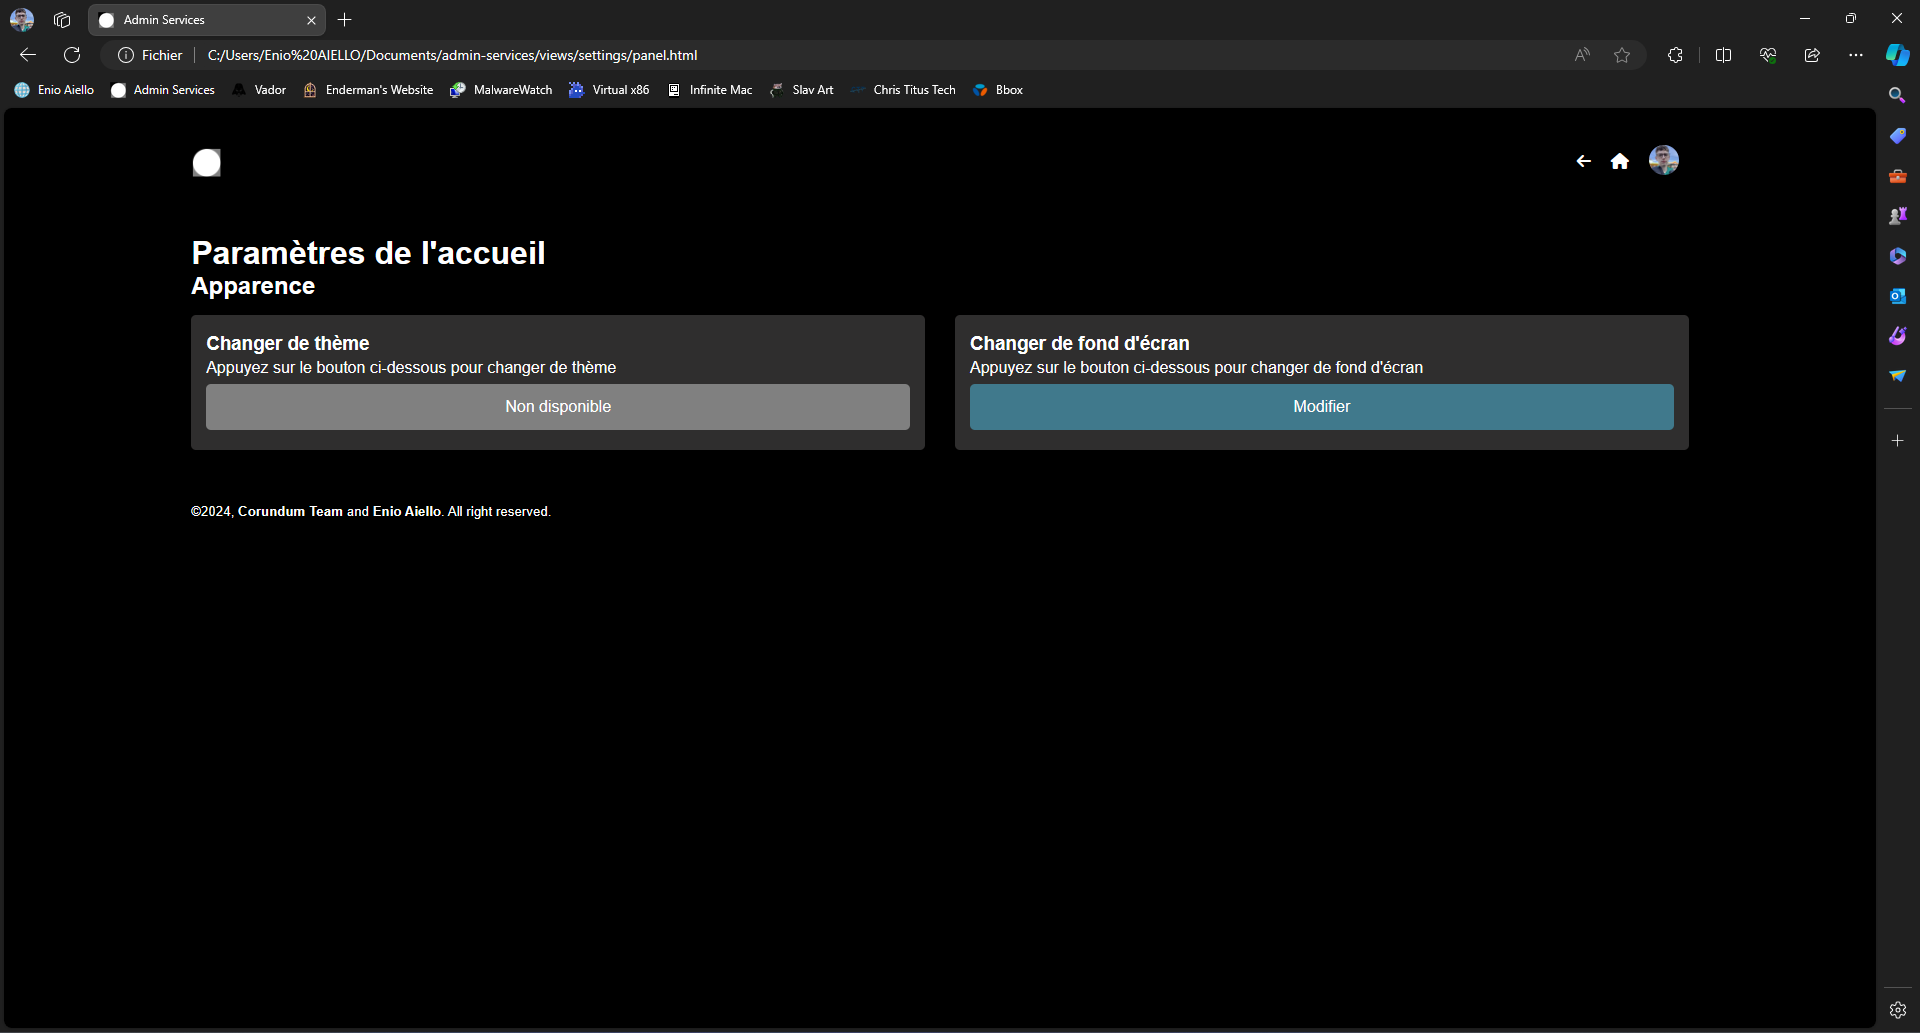 Admin Services
Fichier C:/Users/Enio%20AIELLO/Documents/admin-services/views/settings/panel.html
Enio Aiello Admin Services Vador Enderman's Website MalwareWatch Virtual x86 Infinite Mac Slav Art Chris Titus Tech Bbox
Paramètres de l'accueil
Apparence
Changer de thème
Appuyez sur le bouton ci-dessous pour changer de thème
Non disponible
Changer de fond d'écran
Appuyez sur le bouton ci-dessous pour changer de fond d'écran
Modifier
©2024, Corundum Team and Enio Aiello. All right reserved.